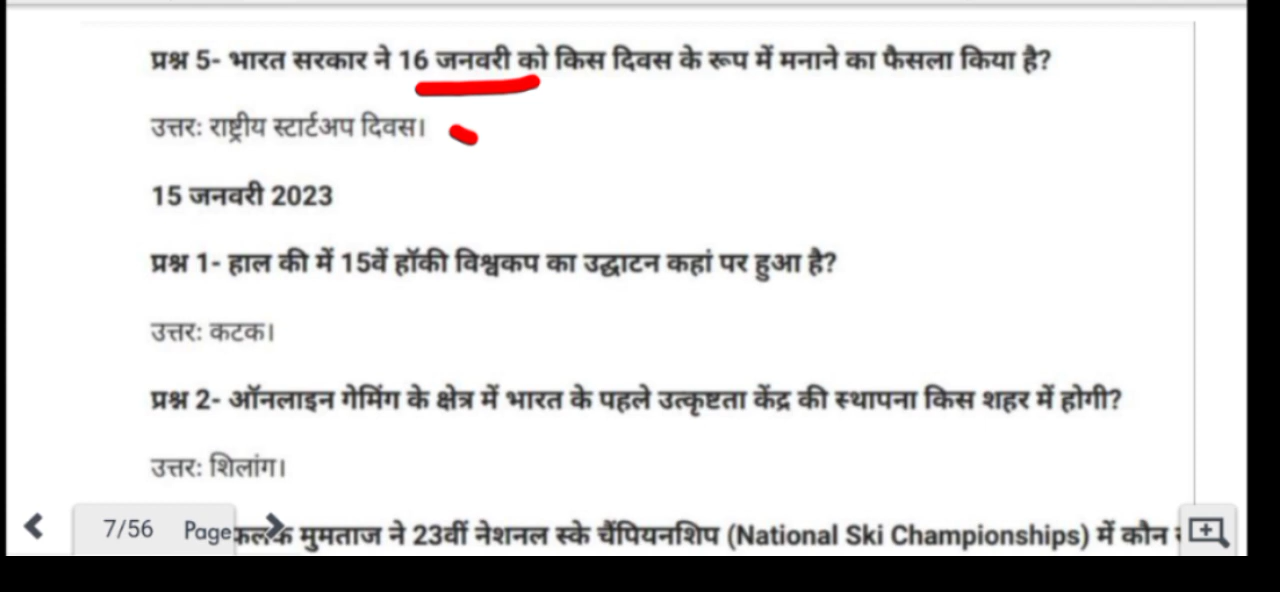 प्रश्न 5- भारत सरकार ने 16 जनवरी को किस दिवस के रूप में मनाने का फैसला किया है?
उत्तर: राष्ट्रीय स्टार्टअप दिवस।
15 जनवरी 2023
प्रश्न 1- हाल की में 15वें हॉकी विश्वकप का उद्घाटन कहां पर हुआ है?
उत्तर: कटक।
प्रश्न 2- ऑनलाइन गेमिंग के क्षेत्र में भारत के पहले उत्कृष्टता केंद्र की स्थापना किस शहर में होगी?
उत्तर: शिलांग।
7/56 Page
मुमताज ने 23वीं नेशनल स्के चैंपियनशिप (National Ski Championships) में कौन